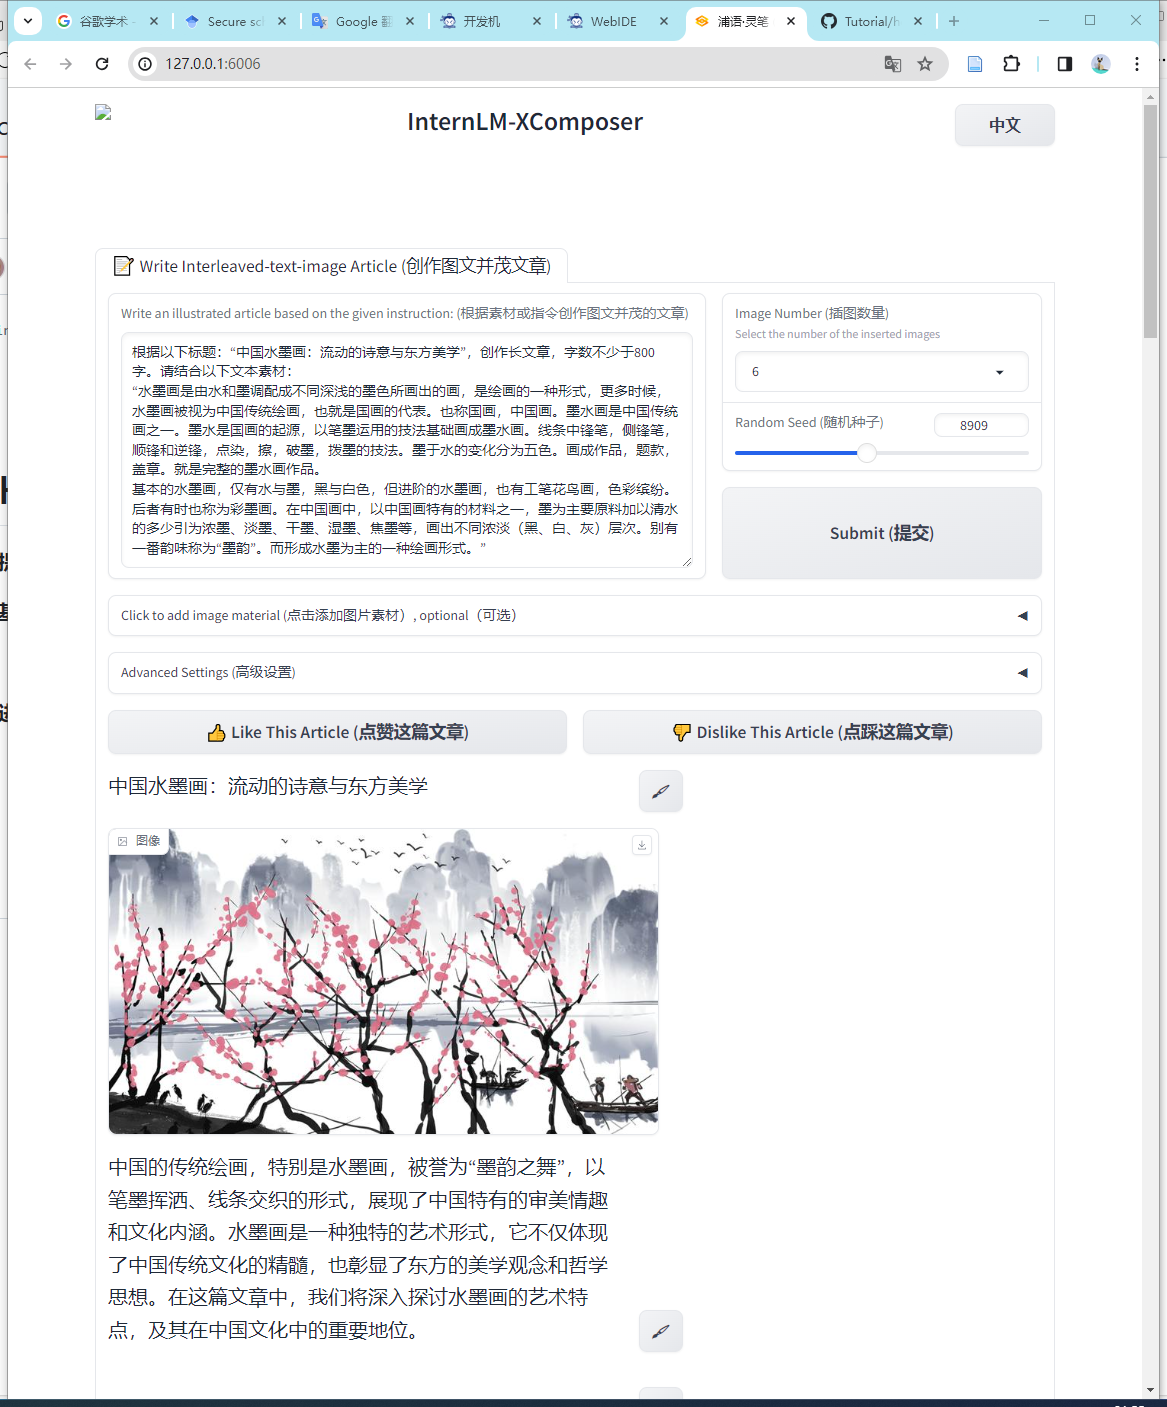 谷歌学术 -
Secure sc
Google 翻
开发机
WebIDE
浦语·灵笔
Tutorial/h
127.0.0.1:6006
InternLM-XComposer
中文
📝 Write Interleaved-text-image Article (创作图文并茂文章)
Write an illustrated article based on the given instruction: (根据素材或指令创作图文并茂的文章)
根据以下标题：“中国水墨画：流动的诗意与东方美学”，创作长文章，字数不少于800
字。请结合以下文本素材：
“水墨画是由水和墨调配成不同深浅的墨色所画出的画，是绘画的一种形式，更多时候，
水墨画被视为中国传统绘画，也就是国画的代表。也称国画，中国画。墨水画是中国传统
画之一。墨水是国画的起源，以笔墨运用的技法基础画成墨水画。线条中锋笔，侧锋笔，
顺锋和逆锋，点染，擦，破墨，拨墨的技法。墨于水的变化分为五色。画成作品，题款，
盖章。就是完整的墨水画作品。
基本的水墨画，仅有水与墨，黑与白色，但进阶的水墨画，也有工笔花鸟画，色彩缤纷。
后者有时也称为彩墨画。在中国画中，以中国画特有的材料之一，墨为主要原料加以清水
的多少引为浓墨、淡墨、干墨、湿墨、焦墨等，画出不同浓淡（黑、白、灰）层次。别有
一番韵味称为“墨韵”。而形成水墨为主的一种绘画形式。”
Image Number (插图数量)
Select the number of the inserted images
6
Random Seed (随机种子)
8909
Submit (提交)
Click to add image material (点击添加图片素材）, optional（可选）
Advanced Settings (高级设置)
👍 Like This Article (点赞这篇文章)
👎 Dislike This Article (点踩这篇文章)
中国水墨画：流动的诗意与东方美学
图像
中国的传统绘画，特别是水墨画，被誉为“墨韵之舞”，以
笔墨挥洒、线条交织的形式，展现了中国特有的审美情趣
和文化内涵。水墨画是一种独特的艺术形式，它不仅体现
了中国传统文化的精髓，也彰显了东方的美学观念和哲学
思想。在这篇文章中，我们将深入探讨水墨画的艺术特
点，及其在中国文化中的重要地位。